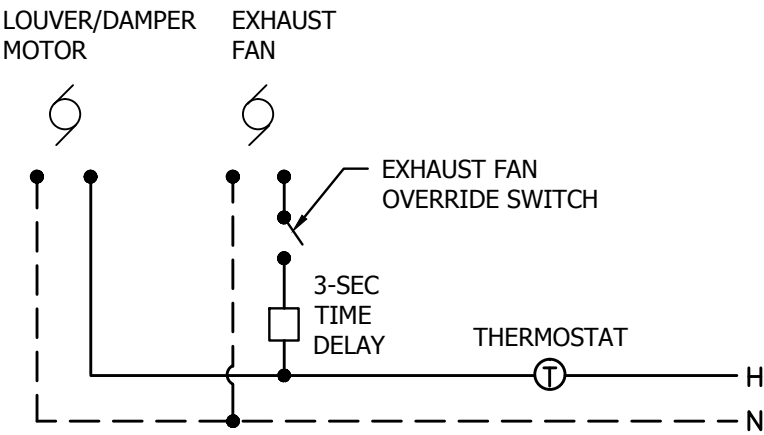 LOUVER/DAMPER
MOTOR
EXHAUST
FAN
EXHAUST FAN
OVERRIDE SWITCH
3-SEC
TIME
DELAY
THERMOSTAT
T
H
N